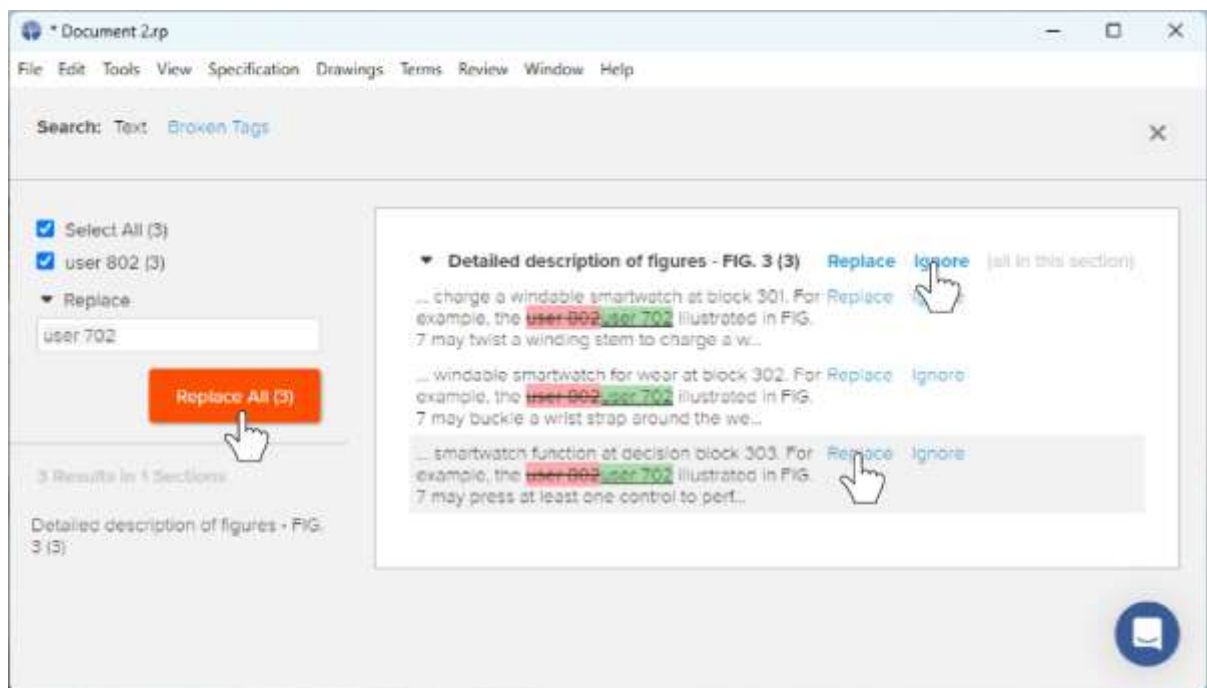 * Document 2.rp
File Edit Tools View Specification Drawings Terms Review Window Help
Search: Text Broken Tags
Select All (3)
user 802 (3)
Replace
user 702
Replace All (3)
3 Results in 1 Sections
Detailed description of figures - FIG.
3 (3)
Detailed description of figures - FIG. 3 (3) Replace Ignore (all in this section)
... charge a windable smartwatch at block 301. For Replace
example, the user 802user 702 illustrated in FIG.
7 may twist a winding stem to charge a w...
... windable smartwatch for wear at block 302. For Replace Ignore
example, the user 802user 702 illustrated in FIG.
7 may buckle a wrist strap around the we...
... smartwatch function at decision block 303. For Replace Ignore
example, the user 802user 702 illustrated in FIG.
7 may press at least one control to perf...